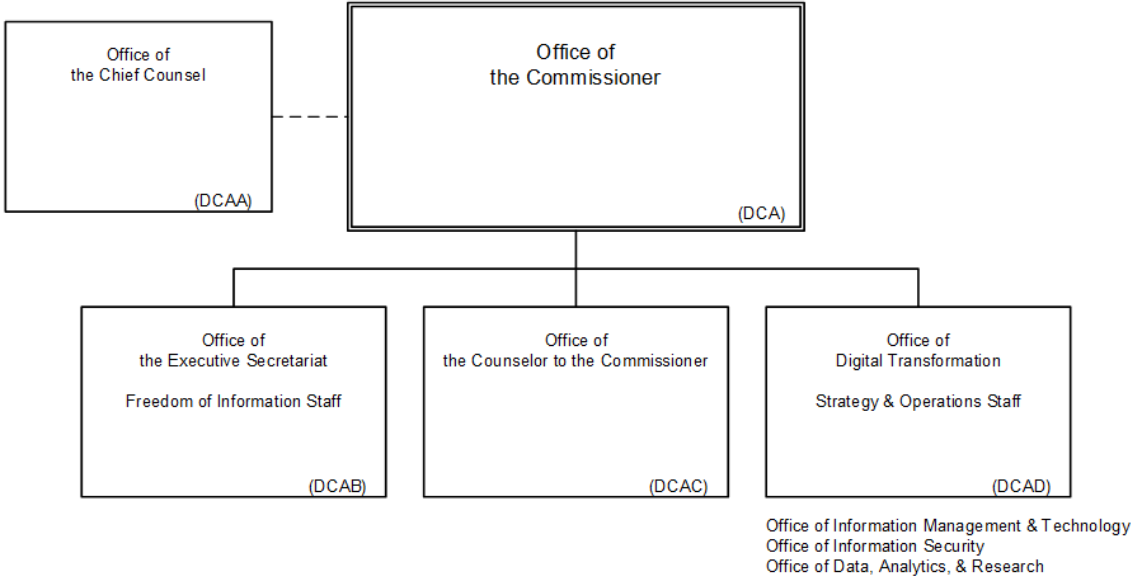 Office of
the Chief Counsel
(DCAA)
Office of
the Commissioner
(DCA)
Office of
the Executive Secretariat
Freedom of Information Staff
(DCAB)
Office of
the Counselor to the Commissioner
(DCAC)
Office of
Digital Transformation
Strategy & Operations Staff
(DCAD)
Office of Information Management & Technology
Office of Information Security
Office of Data, Analytics, & Research